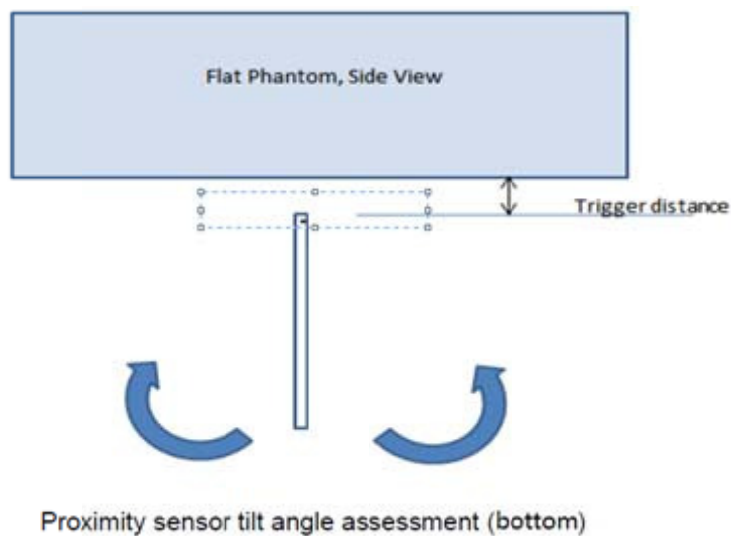 Flat Phantom, Side View
Trigger distance
Proximity sensor tilt angle assessment (bottom)